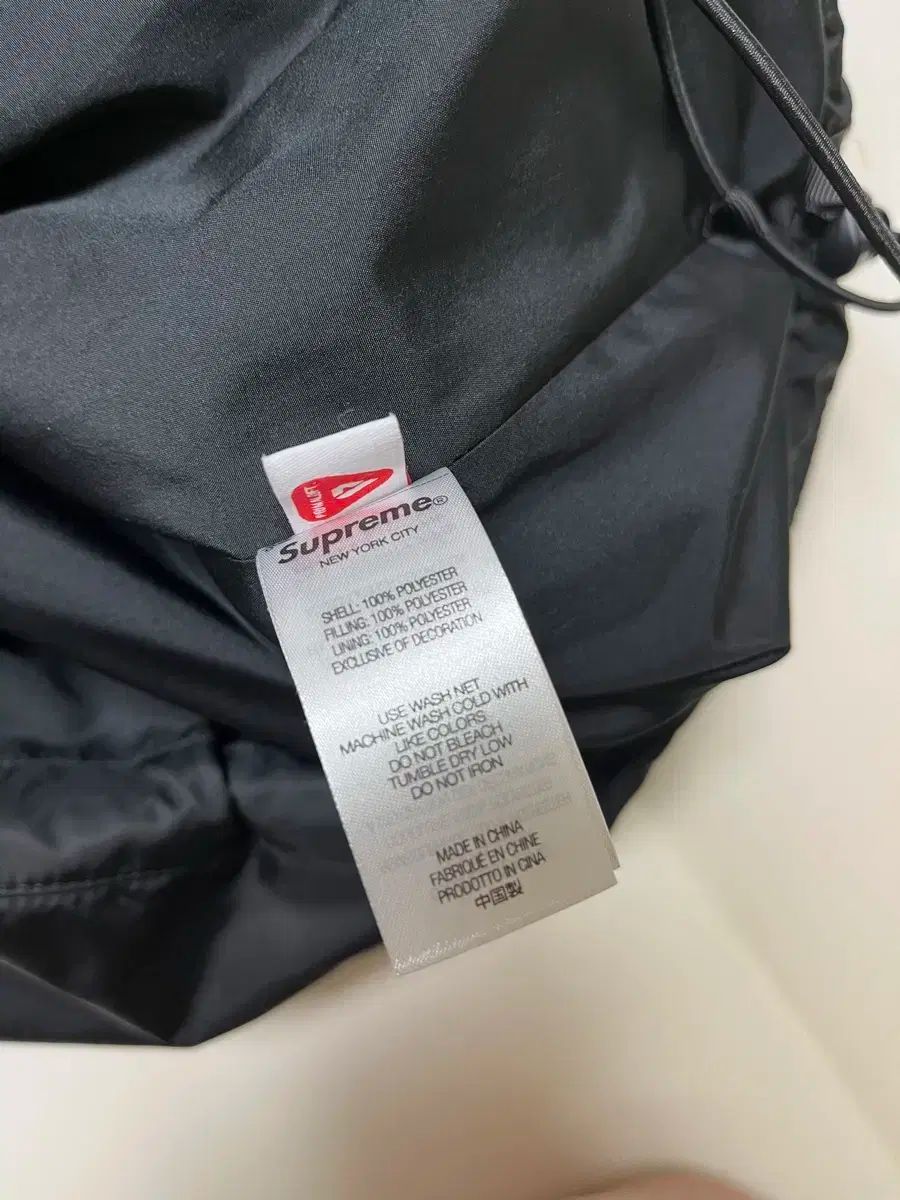 PRIMALOFT
Supreme®
NEW YORK CITY
SHELL: 100% POLYESTER
FILLING: 100% POLYESTER
LINING: 100% POLYESTER
EXCLUSIVE OF DECORATION
USE WASH NET
MACHINE WASH COLD WITH
LIKE COLORS
DO NOT BLEACH
TUMBLE DRY LOW
DO NOT IRON
MADE IN CHINA
FABRIQUÉ EN CHINE
PRODOTTO IN CINA
中国製